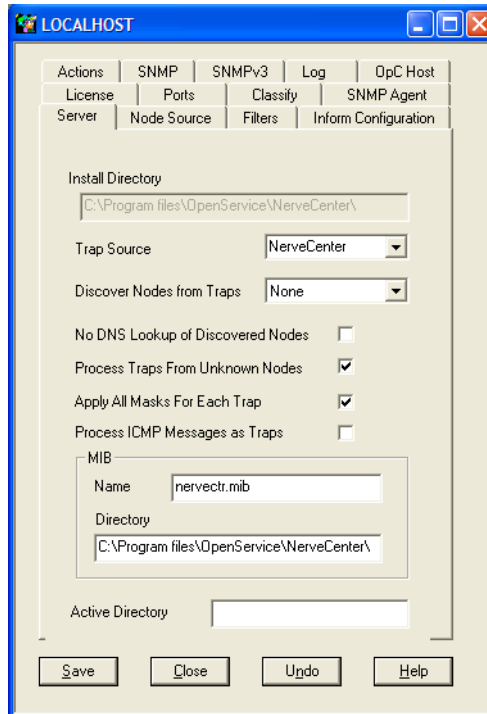 LOCALHOST
Actions SNMP SNMPv3 Log OpC Host
License Ports Classify SNMP Agent
Server Node Source Filters Inform Configuration
Install Directory
C:\Program files\OpenService\NerveCenter\
Trap Source NerveCenter
Discover Nodes from Traps None
No DNS Lookup of Discovered Nodes
Process Traps From Unknown Nodes
Apply All Masks For Each Trap
Process ICMP Messages as Traps
MIB
Name nervectr.mib
Directory
C:\Program files\OpenService\NerveCenter\
Active Directory
Save Close Undo Help